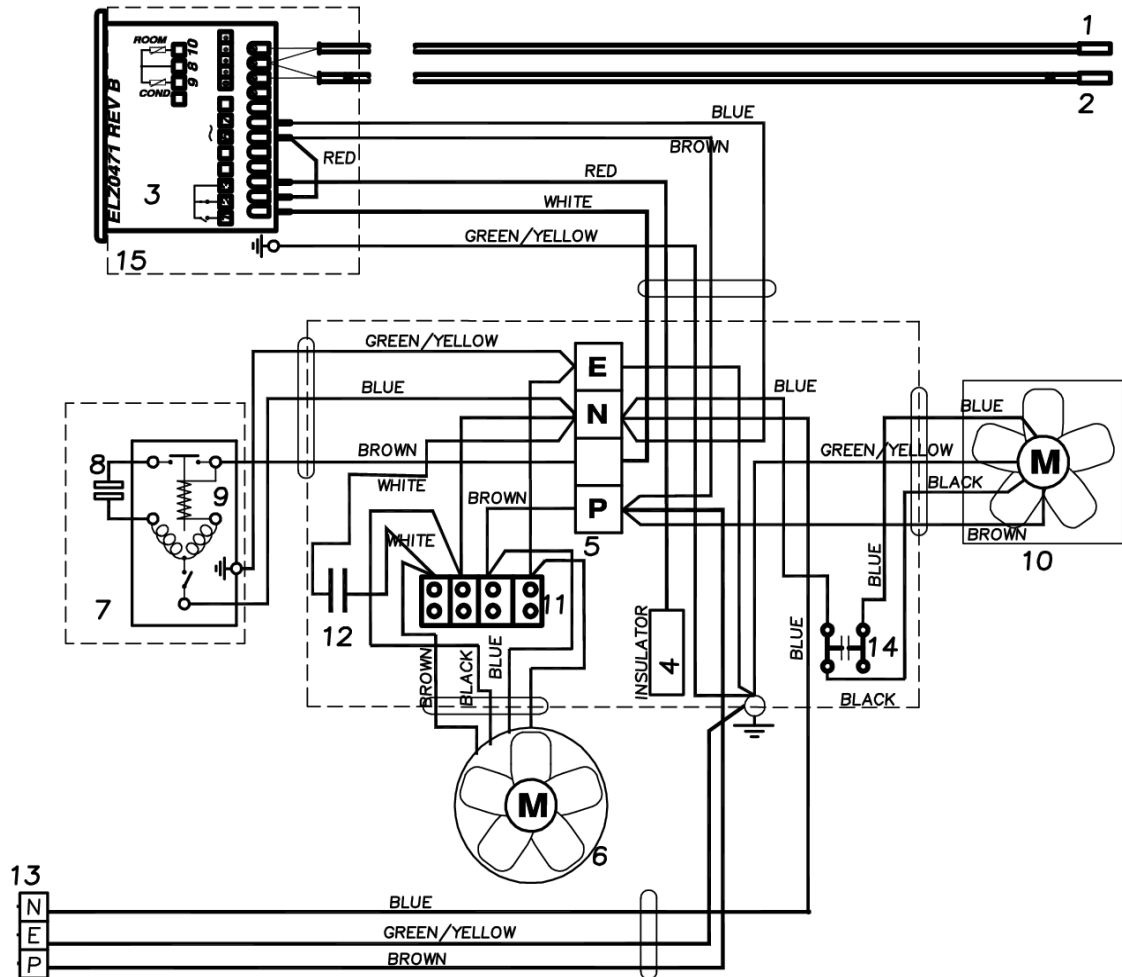 1
ROOM
10
8
9
COND
2
ELZ0471 REV B
~
BLUE
BROWN
RED
RED
3
WHITE
GREEN/YELLOW
15
GREEN/YELLOW
E
BLUE
BLUE
N
BLUE
GREEN/YELLOW
M
BROWN
8
9
WHITE
BROWN
BLACK
P
WHITE
5
BROWN
10
BLUE
7
12
11
BLUE
14
BROWN
BLACK
BLUE
INSULATOR
4
BLACK
M
6
13
N
BLUE
E
GREEN/YELLOW
P
BROWN